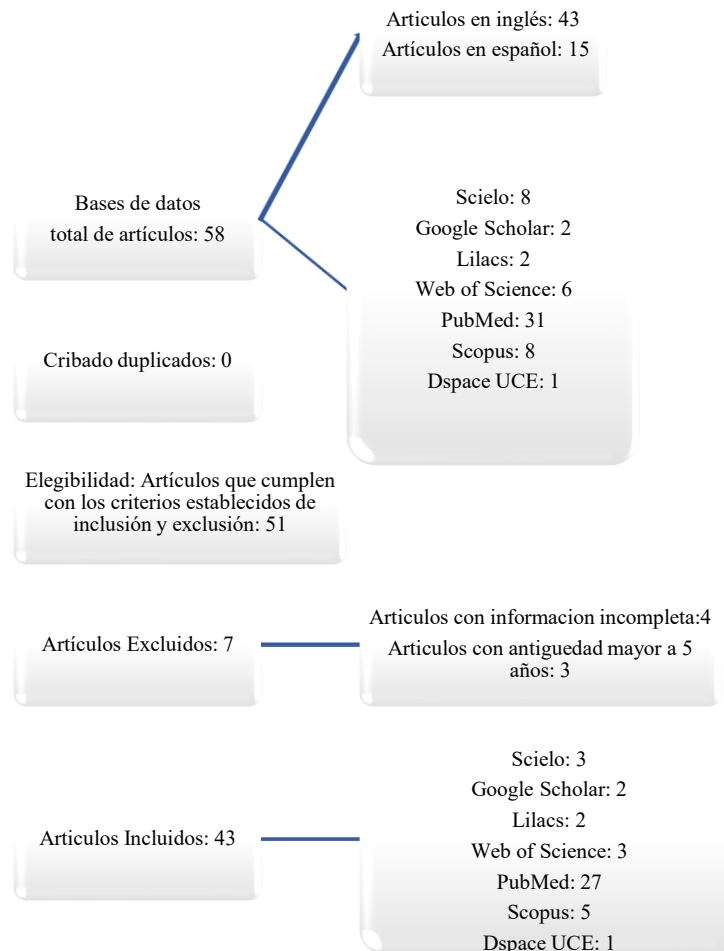 Articulos en inglés: 43
Artículos en español: 15
Bases de datos
total de artículos: 58
Scielo: 8
Google Scholar: 2
Lilacs: 2
Web of Science: 6
PubMed: 31
Scopus: 8
Dspace UCE: 1
Cribado duplicados: 0
Elegibilidad: Artículos que cumplen
con los criterios establecidos de
inclusión y exclusión: 51
Artículos Excluidos: 7
Articulos con informacion incompleta:4
Articulos con antiguedad mayor a 5
años: 3
Articulos Incluidos: 43
Scielo: 3
Google Scholar: 2
Lilacs: 2
Web of Science: 3
PubMed: 27
Scopus: 5
Dspace UCE: 1